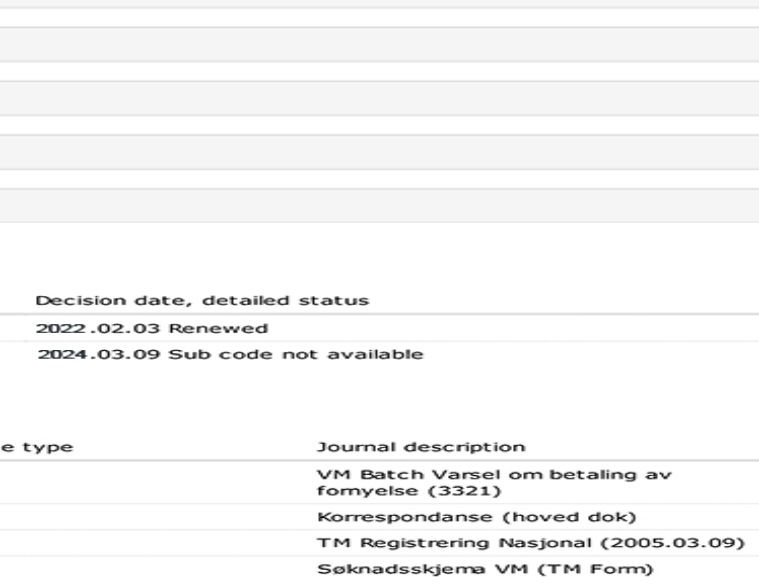 Decision date, detailed status
2022.02.03 Renewed
2024.03.09 Sub code not available
e type
Journal description
VM Batch Varsel om betaling av
fornyelse (3321)
Korrespondanse (hoved dok)
TM Registrering Nasjonal (2005.03.09)
Søknadsskjema VM (TM Form)